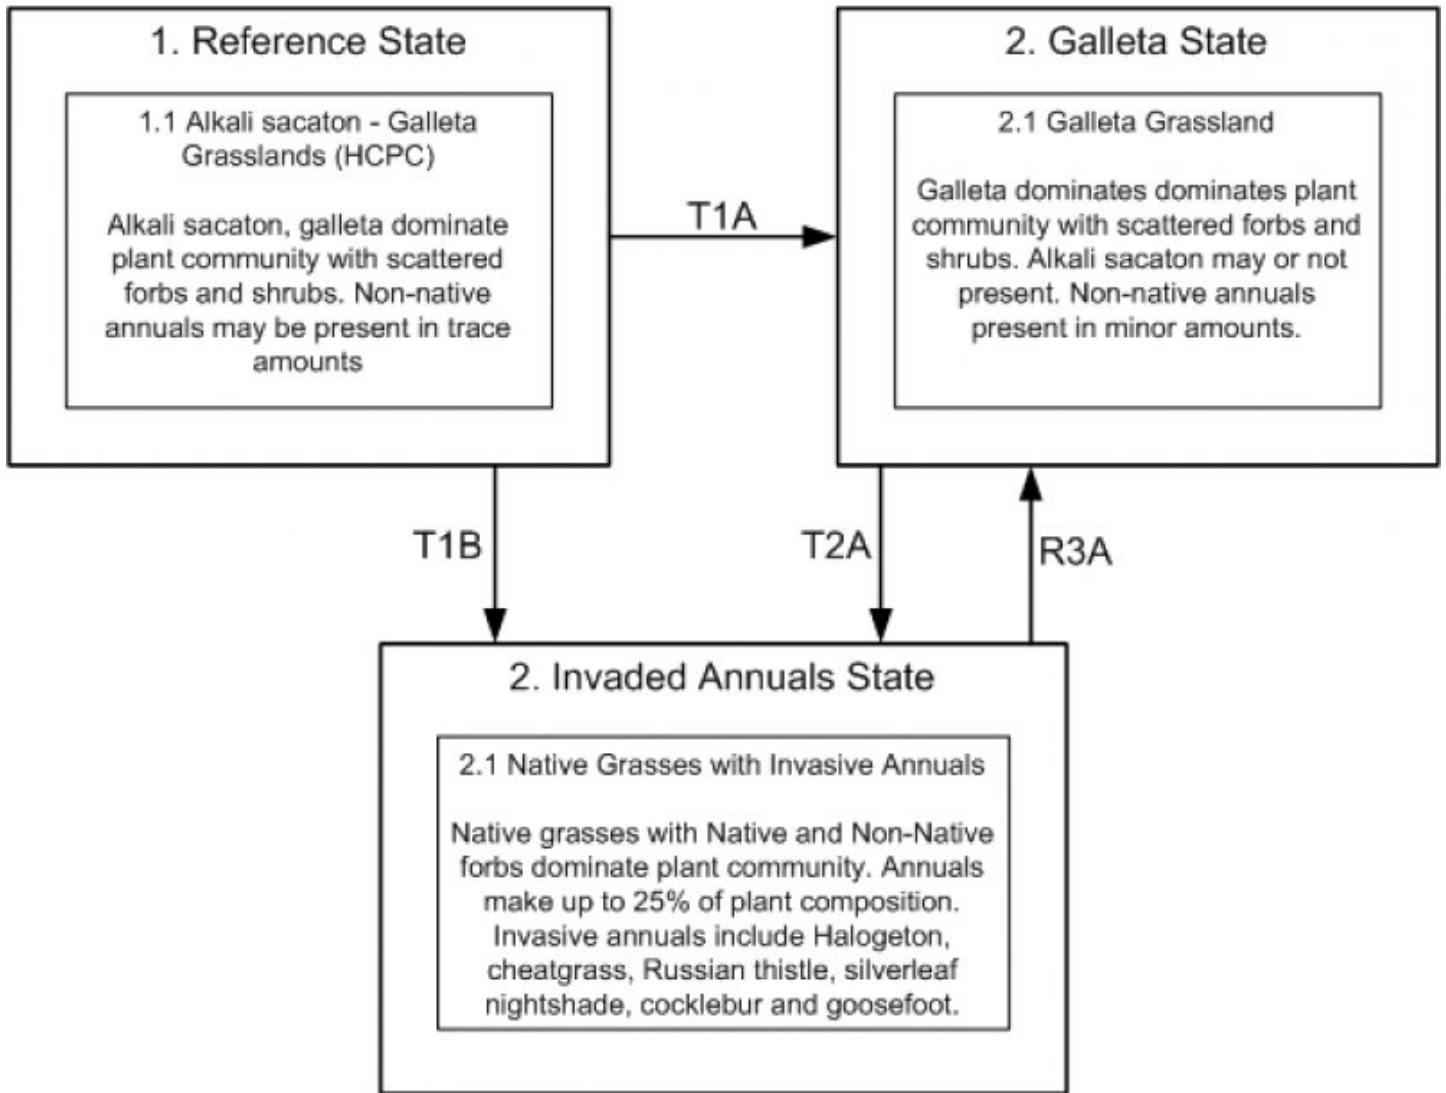 1. Reference State
1.1 Alkali sacaton - Galleta
Grasslands (HCPC)
Alkali sacaton, galleta dominate
plant community with scattered
forbs and shrubs. Non-native
annuals may be present in trace
amounts
T1A
2. Galleta State
2.1 Galleta Grassland
Galleta dominates dominates plant
community with scattered forbs and
shrubs. Alkali sacaton may or not
present. Non-native annuals
present in minor amounts.
T1B
T2A
R3A
2. Invaded Annuals State
2.1 Native Grasses with Invasive Annuals
Native grasses with Native and Non-Native
forbs dominate plant community. Annuals
make up to 25% of plant composition.
Invasive annuals include Halogeton,
cheatgrass, Russian thistle, silverleaf
nightshade, cocklebur and goosefoot.